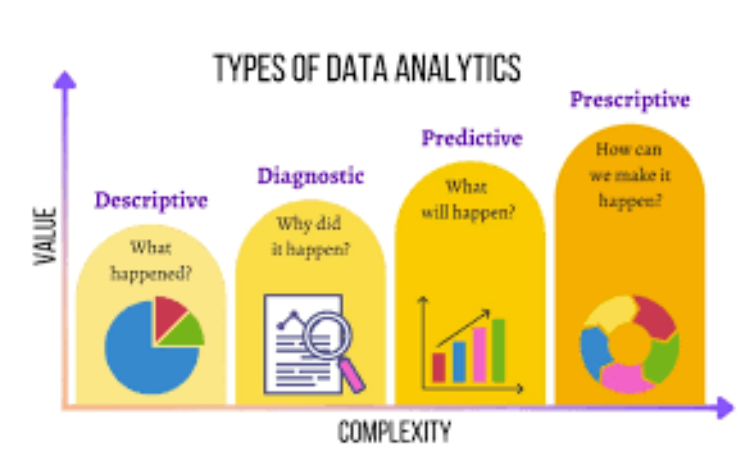 TYPES OF DATA ANALYTICS
Prescriptive
Predictive
Diagnostic
Descriptive
How can
we make it
happen?
What
will happen?
Why did
it happen?
What
happened?
VALUE
COMPLEXITY